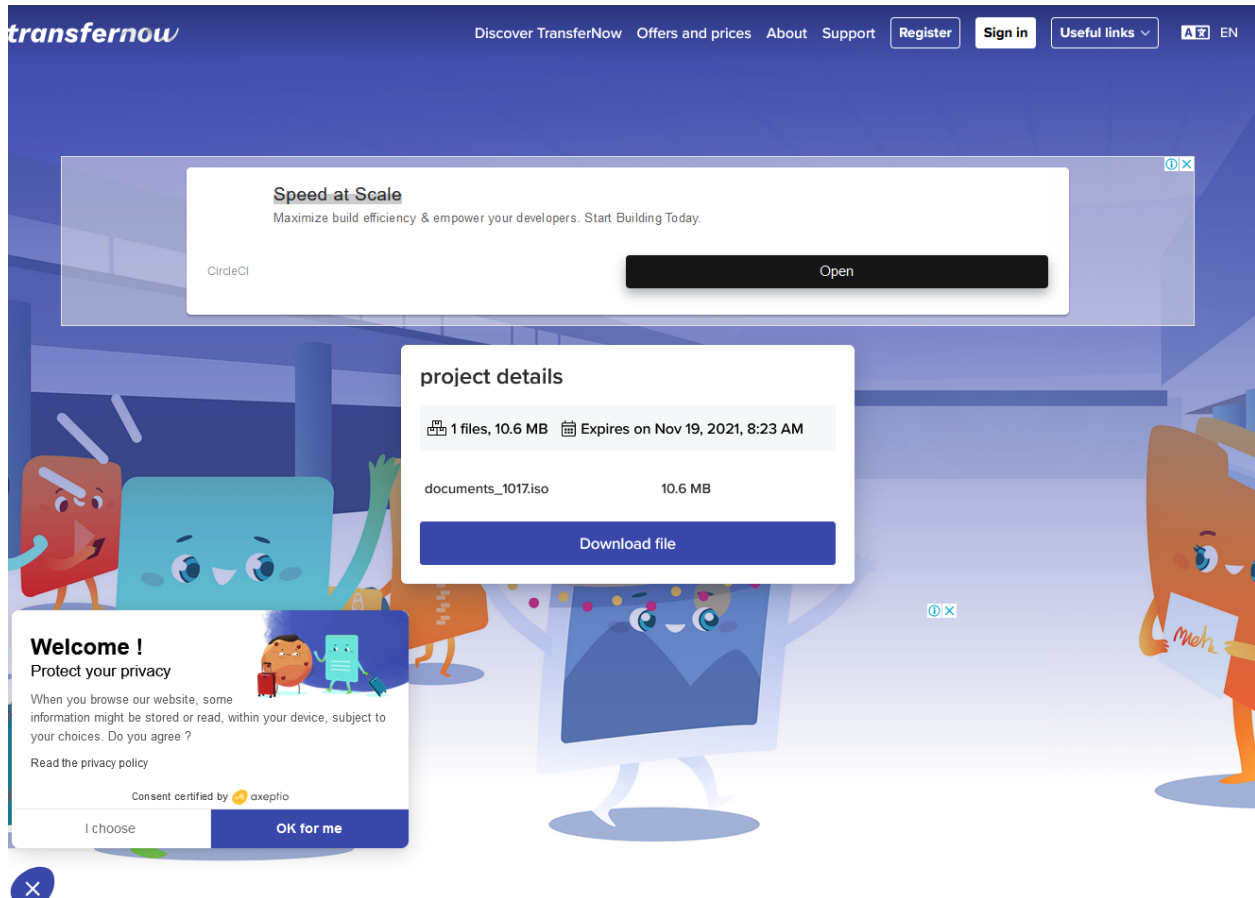 transfernow
Discover TransferNow Offers and prices About Support Register Sign in Useful links EN
Speed at Scale
Maximize build efficiency & empower your developers. Start Building Today.
CircleCI
Open
project details
1 files, 10.6 MB Expires on Nov 19, 2021, 8:23 AM
documents_1017.iso 10.6 MB
Download file
meh
Welcome !
Protect your privacy
When you browse our website, some
information might be stored or read, within your device, subject to
your choices. Do you agree ?
Read the privacy policy
Consent certified by axeptio
I choose OK for me